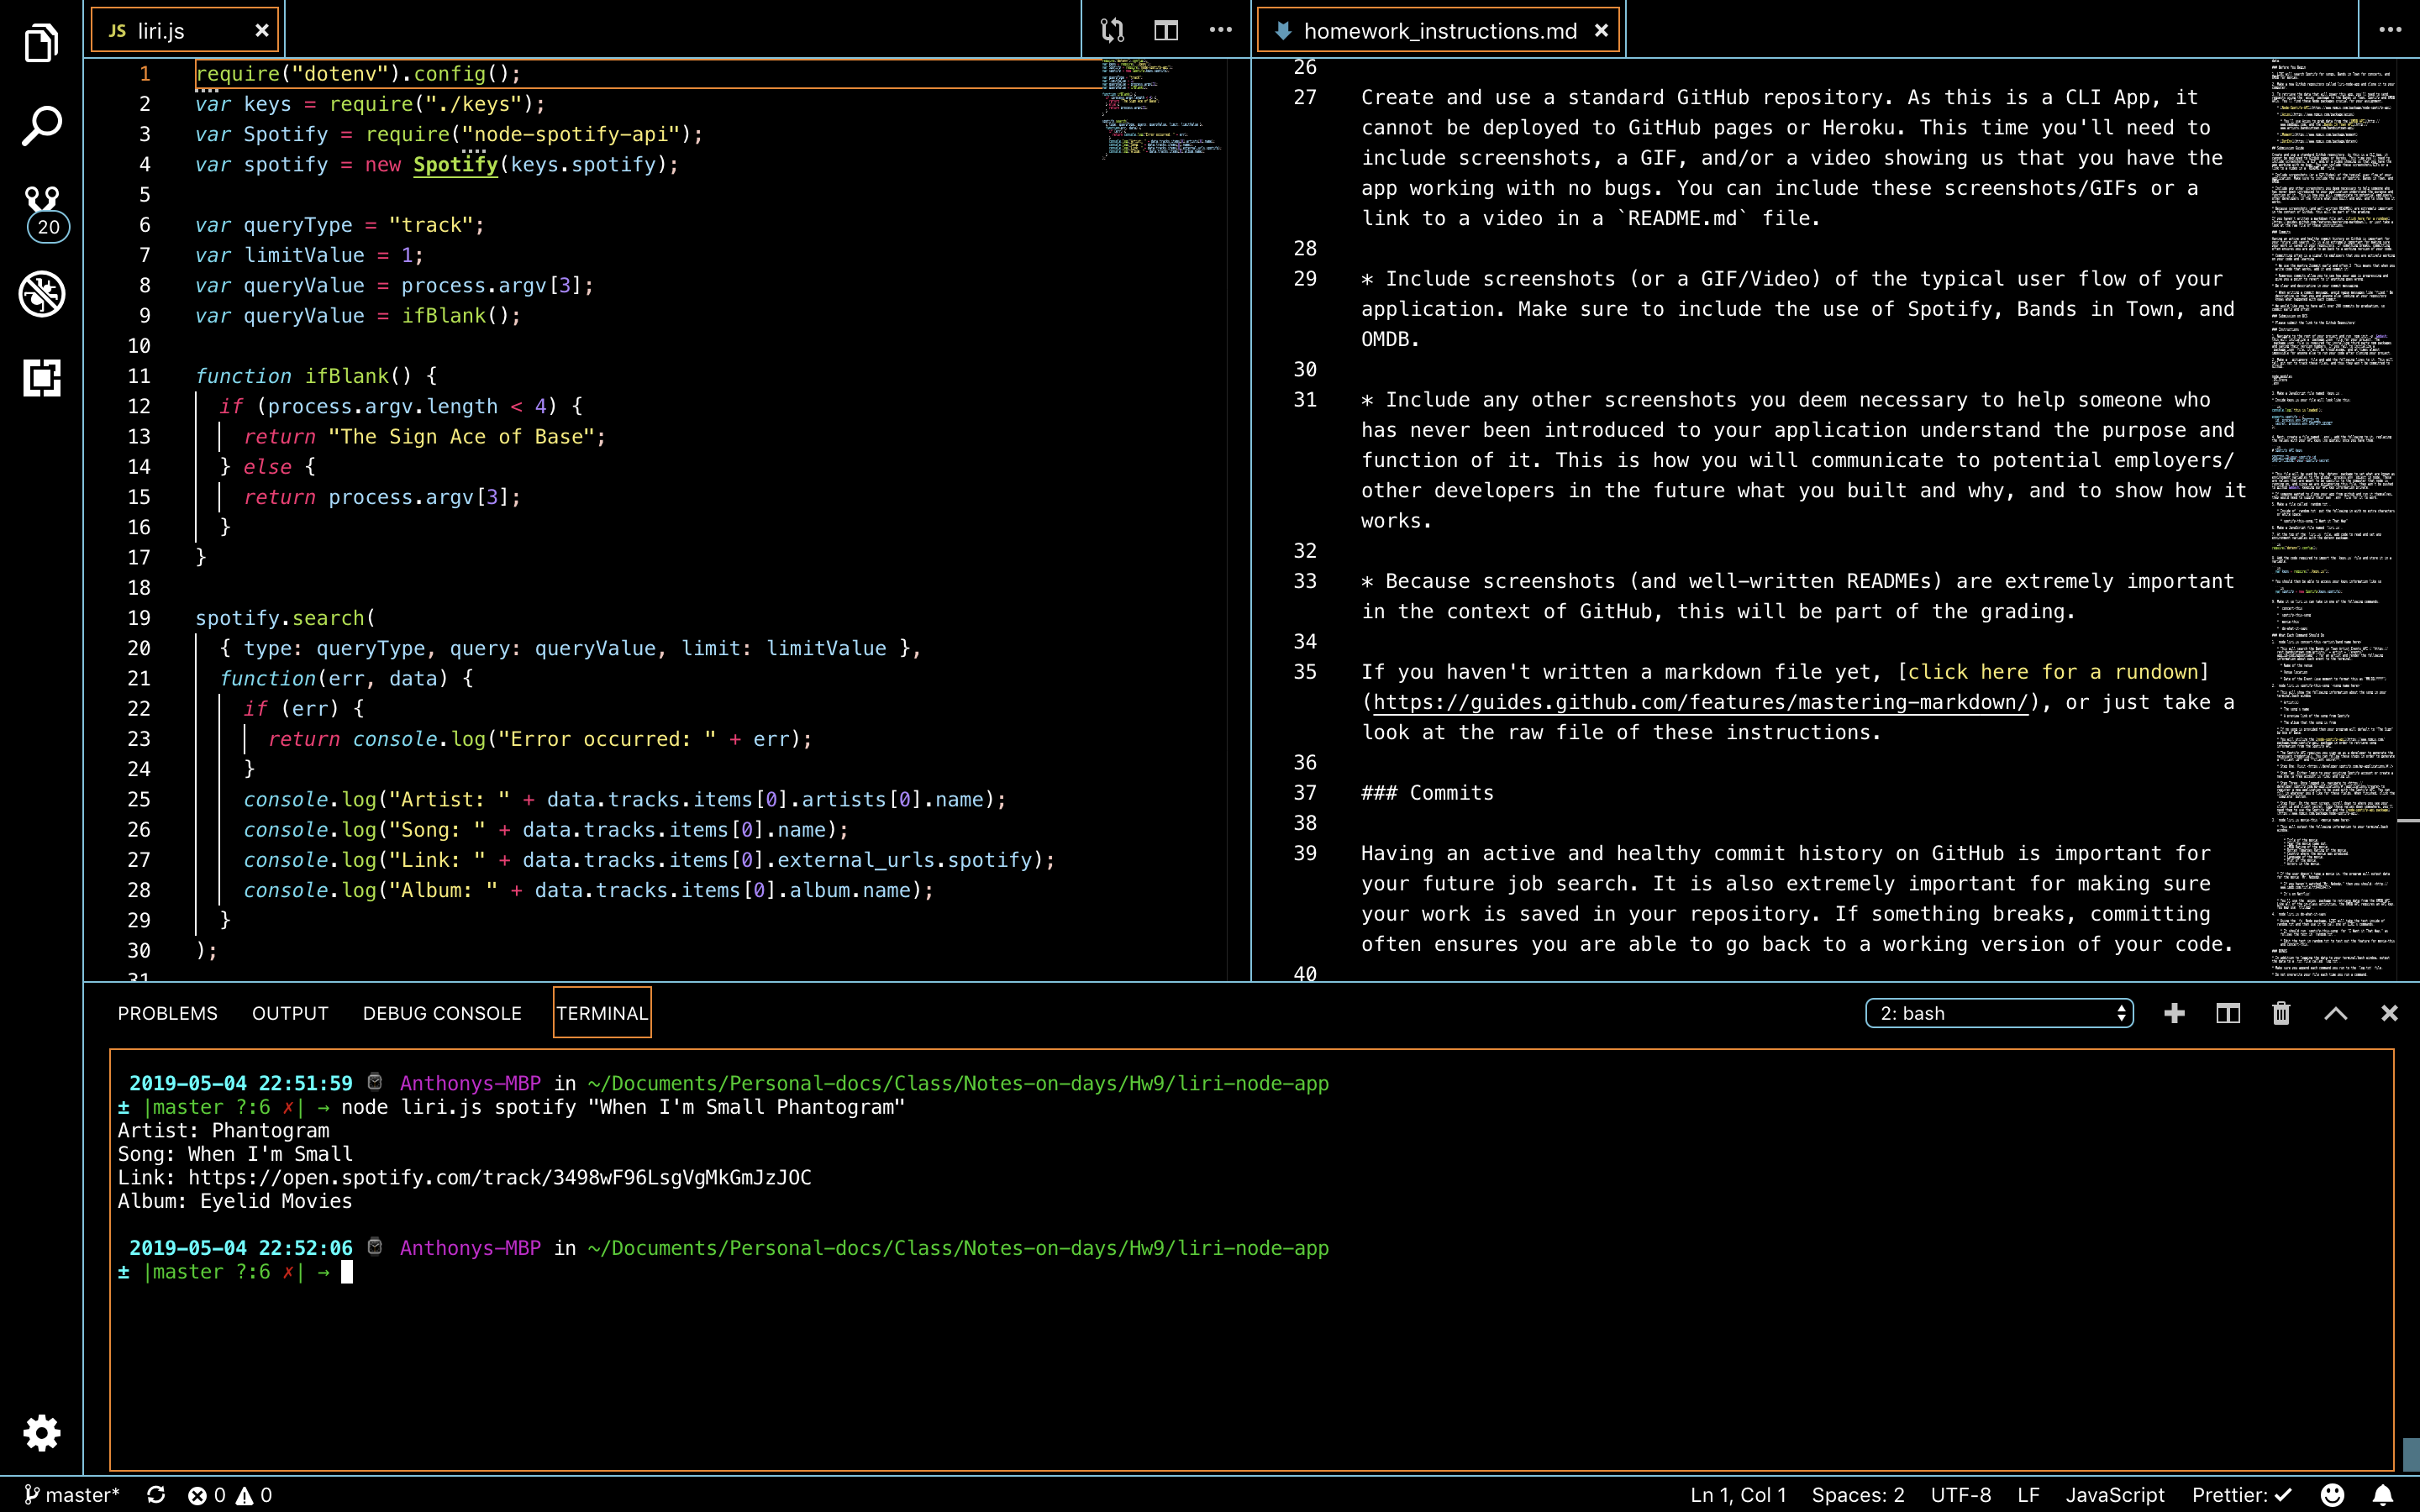 JS liri.js
homework_instructions.md
20
1 require("dotenv").config();
2 var keys = require("./keys");
3 var Spotify = require("node-spotify-api");
4 var spotify = new Spotify(keys.spotify);
5
6 var queryType = "track";
7 var limitValue = 1;
8 var queryValue = process.argv[3];
9 var queryValue = ifBlank();
10
11 function ifBlank() {
12 if (process.argv.length < 4) {
13 return "The Sign Ace of Base";
14 } else {
15 return process.argv[3];
16 }
17 }
18
19 spotify.search(
20 { type: queryType, query: queryValue, limit: limitValue },
21 function(err, data) {
22 if (err) {
23 return console.log("Error occurred: " + err);
24 }
25 console.log("Artist: " + data.tracks.items[0].artists[0].name);
26 console.log("Song: " + data.tracks.items[0].name);
27 console.log("Link: " + data.tracks.items[0].external_urls.spotify);
28 console.log("Album: " + data.tracks.items[0].album.name);
29 }
30 );
31
26
27 Create and use a standard GitHub repository. As this is a CLI App, it
cannot be deployed to GitHub pages or Heroku. This time you'll need to
include screenshots, a GIF, and/or a video showing us that you have the
app working with no bugs. You can include these screenshots/GIFs or a
link to a video in a `README.md` file.
28
29 * Include screenshots (or a GIF/Video) of the typical user flow of your
application. Make sure to include the use of Spotify, Bands in Town, and
OMDB.
30
31 * Include any other screenshots you deem necessary to help someone who
has never been introduced to your application understand the purpose and
function of it. This is how you will communicate to potential employers/
other developers in the future what you built and why, and to show how it
works.
32
33 * Because screenshots (and well-written READMEs) are extremely important
in the context of GitHub, this will be part of the grading.
34
35 If you haven't written a markdown file yet, [click here for a rundown]
(https://guides.github.com/features/mastering-markdown/), or just take a
look at the raw file of these instructions.
36
37 ### Commits
38
39 Having an active and healthy commit history on GitHub is important for
your future job search. It is also extremely important for making sure
your work is saved in your repository. If something breaks, committing
often ensures you are able to go back to a working version of your code.
40
PROBLEMS OUTPUT DEBUG CONSOLE TERMINAL 2: bash
2019-05-04 22:51:59 Anthonys-MBP in ~/Documents/Personal-docs/Class/Notes-on-days/Hw9/liri-node-app
± |master ?:6 ✗| → node liri.js spotify "When I'm Small Phantogram"
Artist: Phantogram
Song: When I'm Small
Link: https://open.spotify.com/track/3498wF96LsgVgMkGmJzJOC
Album: Eyelid Movies
2019-05-04 22:52:06 Anthonys-MBP in ~/Documents/Personal-docs/Class/Notes-on-days/Hw9/liri-node-app
± |master ?:6 ✗| →
master* 0 0 Ln 1, Col 1 Spaces: 2 UTF-8 LF JavaScript Prettier: ✓